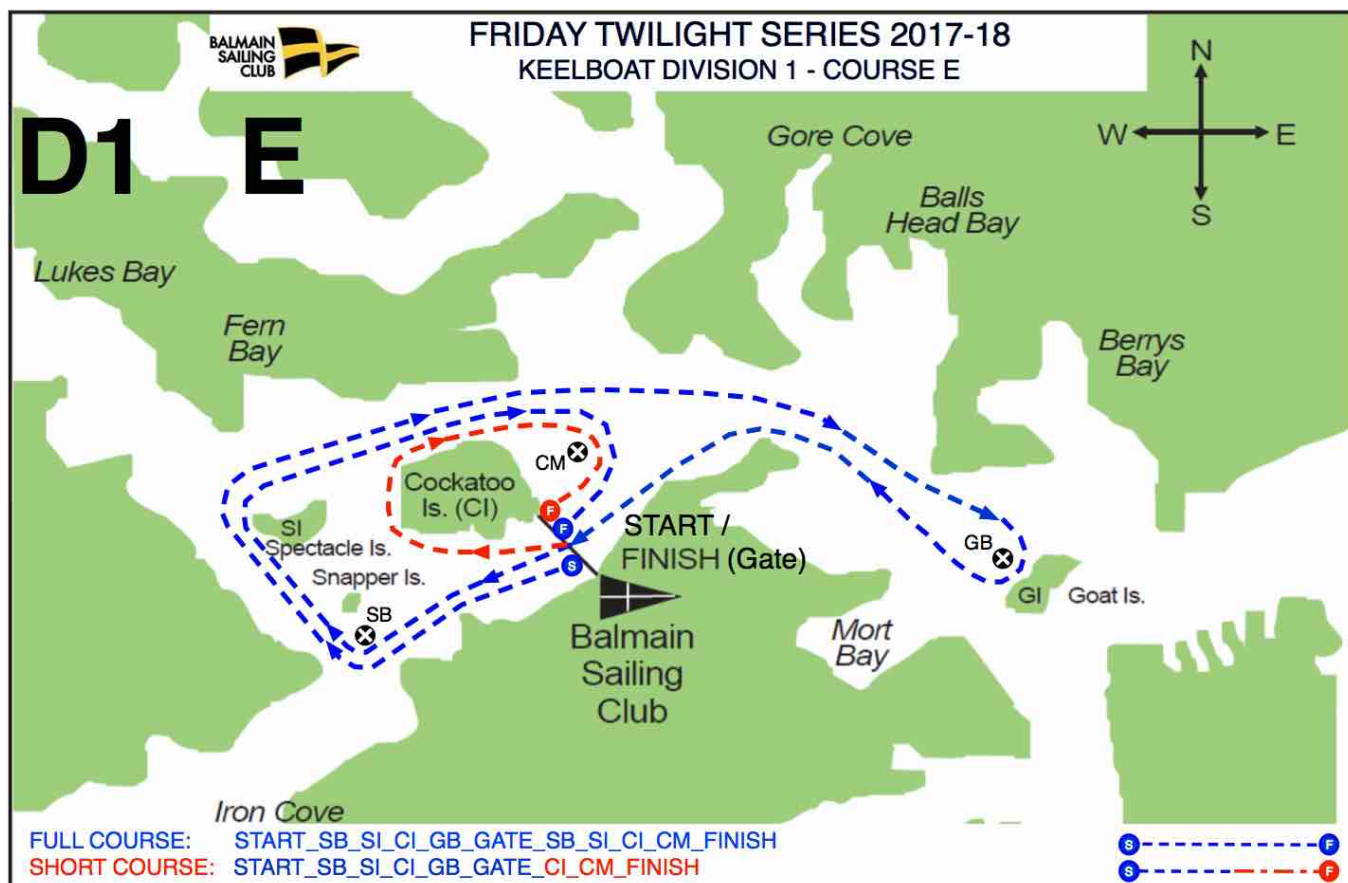 BALMAIN
SAILING
CLUB
FRIDAY TWILIGHT SERIES 2017-18
KEELBOAT DIVISION 1 - COURSE E
D1 E
N
W E
S
Gore Cove
Balls
Head Bay
Lukes Bay
Fern
Bay
Berrys
Bay
CM
Cockatoo
Is. (CI)
F
F
S
START /
FINISH (Gate)
SI
Spectacle Is.
Snapper Is.
SB
GB
GI Goat Is.
Mort
Bay
Balmain
Sailing
Club
Iron Cove
FULL COURSE: START_SB_SI_CI_GB_GATE_SB_SI_CI_CM_FINISH
S F
SHORT COURSE: START_SB_SI_CI_GB_GATE_CI_CM_FINISH
S F